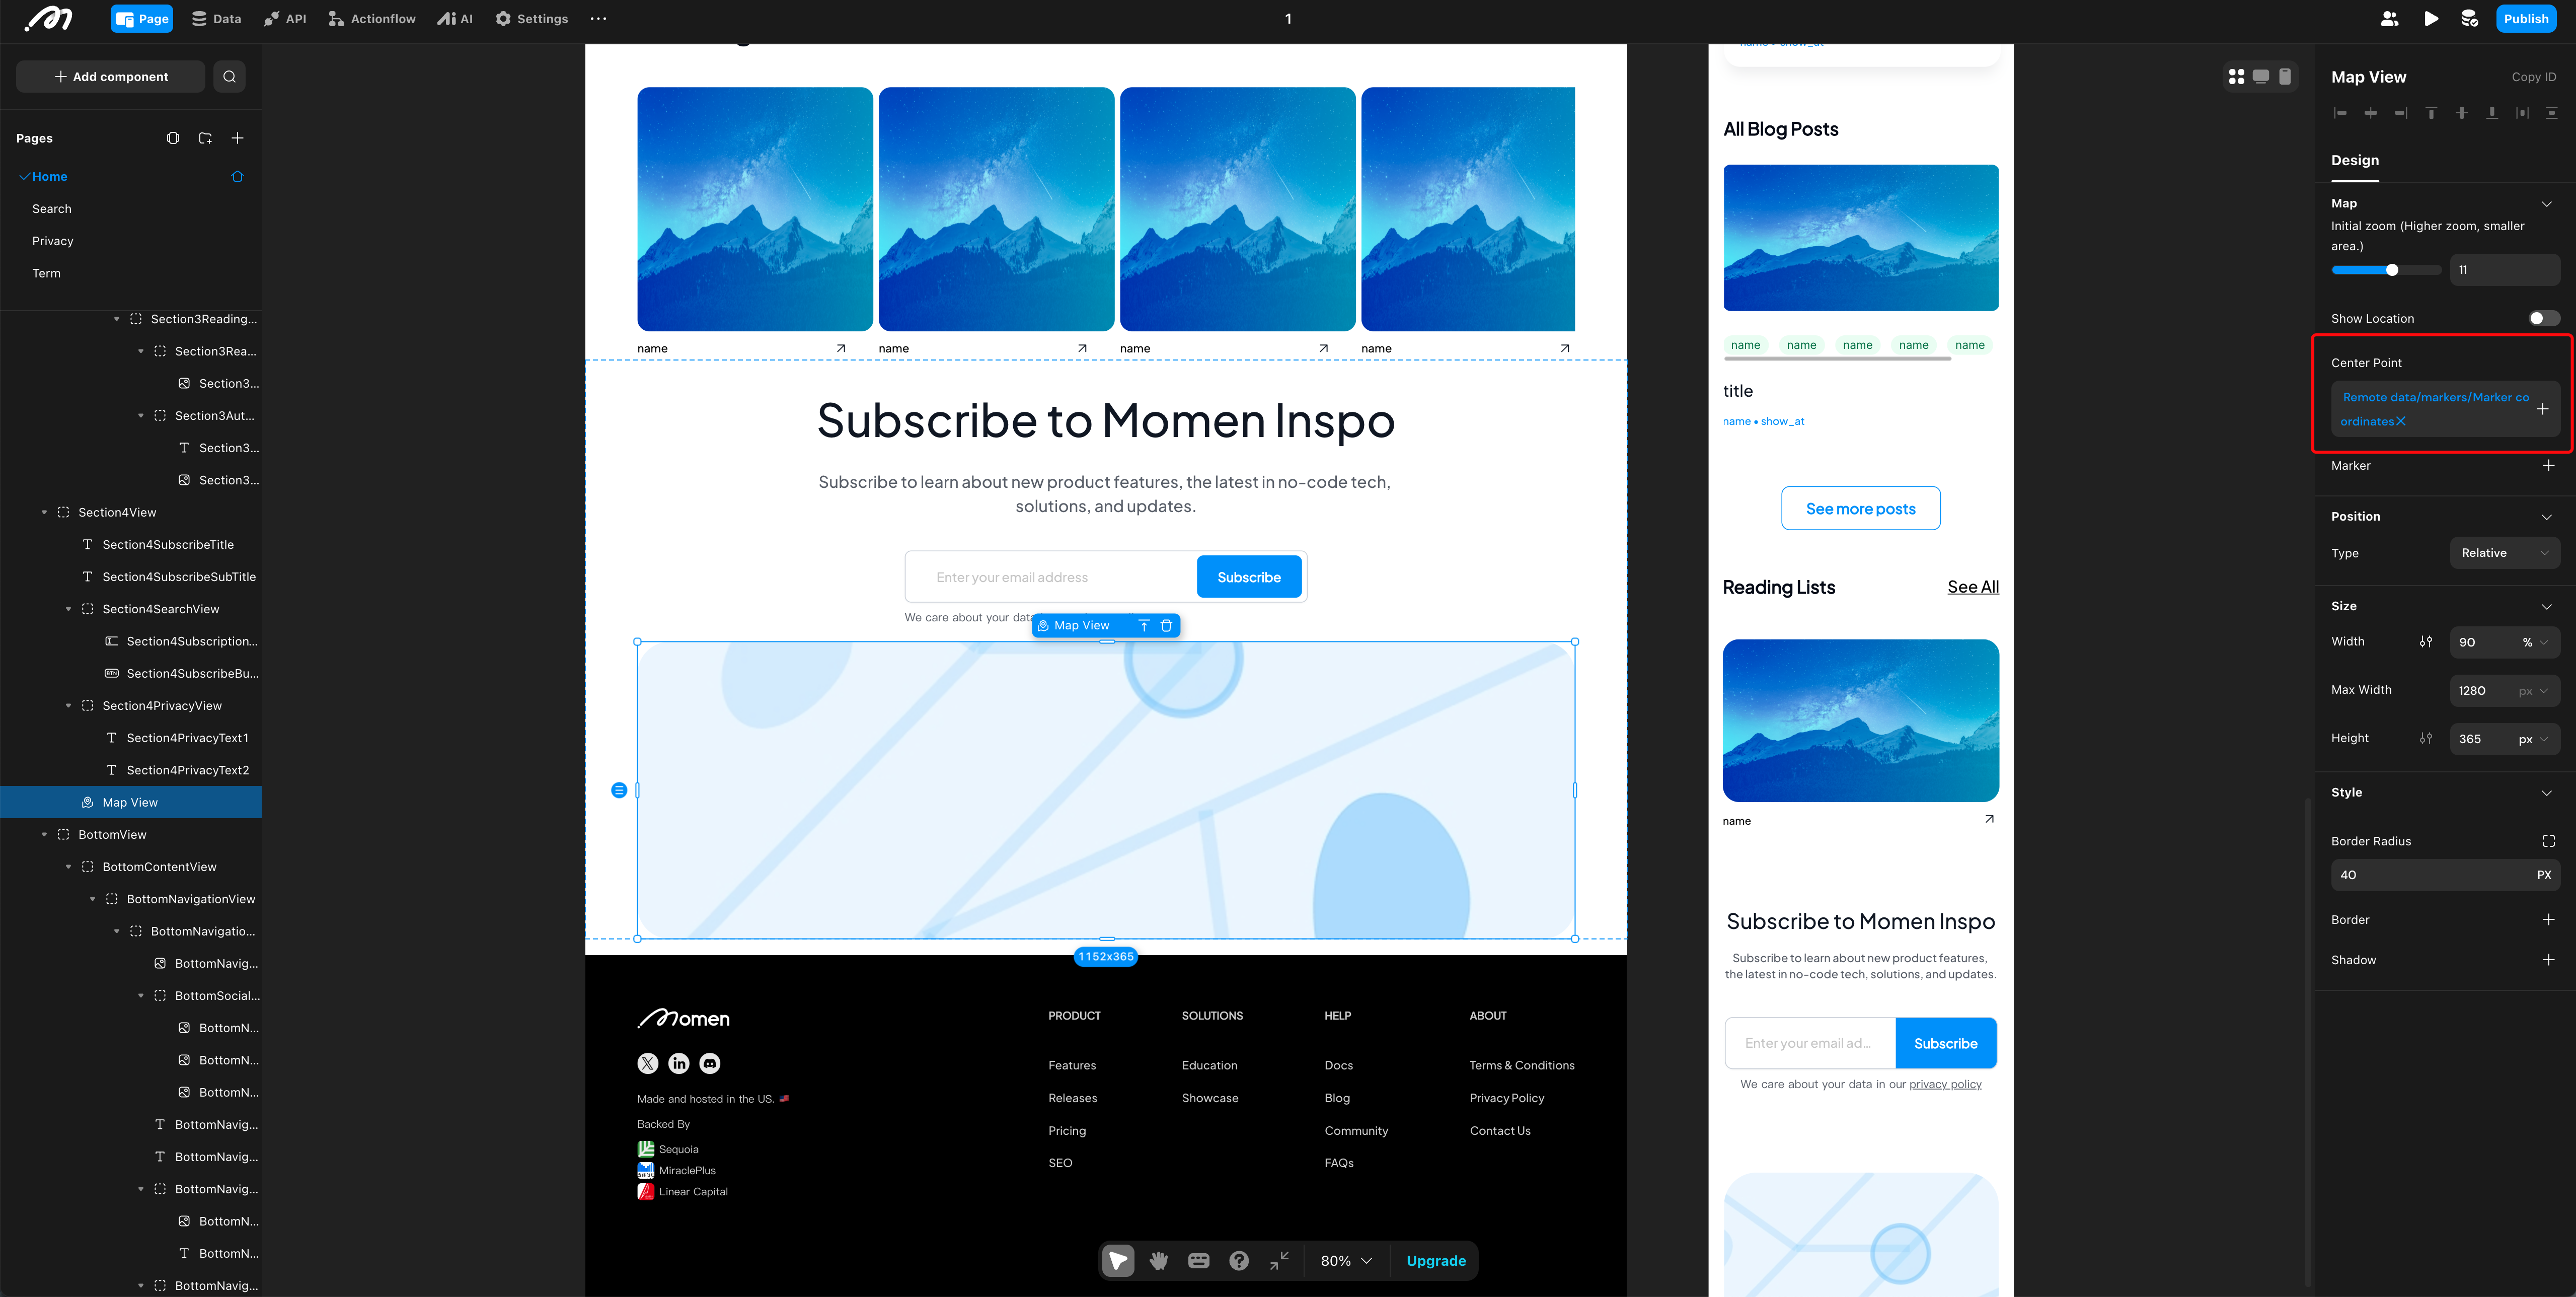 Page
Data
API
Actionflow
AI
Settings
1
Publish
Add component
Pages
Home
Search
Privacy
Term
Section3Reading...
Section3Rea...
Section3...
Section3Aut...
Section3...
Section3...
Section4View
Section4SubscribeTitle
Section4SubscribeSubTitle
Section4SearchView
Section4Subscription...
Section4SubscribeBu...
Section4PrivacyView
Section4PrivacyText1
Section4PrivacyText2
Map View
BottomView
BottomContentView
BottomNavigationView
BottomNavigatio...
BottomNavig...
BottomSocial...
BottomN...
BottomN...
BottomN...
BottomNavig...
BottomNavig...
BottomNavig...
BottomN...
BottomN...
BottomNavig...
name
name
name
name
Subscribe to Momen Inspo
Subscribe to learn about new product features, the latest in no-code tech,
solutions, and updates.
Enter your email address
Subscribe
We care about your data
Map View
1152x365
Momen
Made and hosted in the US.
Backed By
Sequoia
MiraclePlus
Linear Capital
PRODUCT
Features
Releases
Pricing
SEO
SOLUTIONS
Education
Showcase
HELP
Docs
Blog
Community
FAQs
ABOUT
Terms & Conditions
Privacy Policy
Contact Us
80%
Upgrade
All Blog Posts
name
name
name
name
name
title
name • show_at
See more posts
Reading Lists
See All
name
Subscribe to Momen Inspo
Subscribe to learn about new product features,
the latest in no-code tech, solutions, and updates.
Enter your email ad...
Subscribe
We care about your data in our privacy policy
Map View
Copy ID
Design
Map
Initial zoom (Higher zoom, smaller
area.)
11
Show Location
Center Point
Remote data/markers/Marker co
ordinates
Marker
Position
Type
Relative
Size
Width
90
%
Max Width
1280
px
Height
365
px
Style
Border Radius
40
PX
Border
Shadow